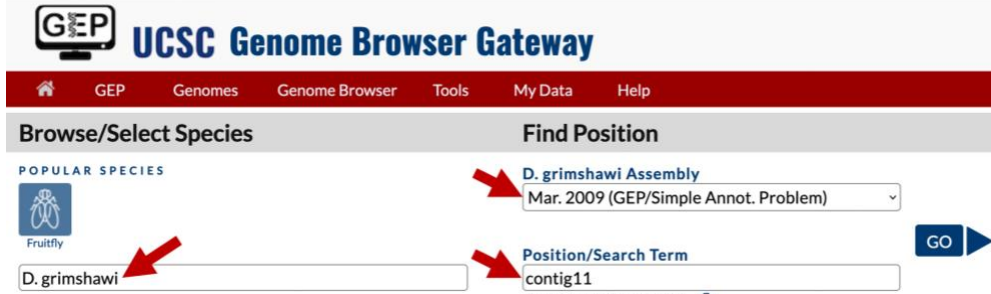 GEP UCSC Genome Browser Gateway
GEP Genomes Genome Browser Tools My Data Help
Browse/Select Species
Find Position
POPULAR SPECIES
Fruitfly
D. grimshawi
D. grimshawi Assembly
Mar. 2009 (GEP/Simple Annot. Problem)
Position/Search Term
contig11
GO